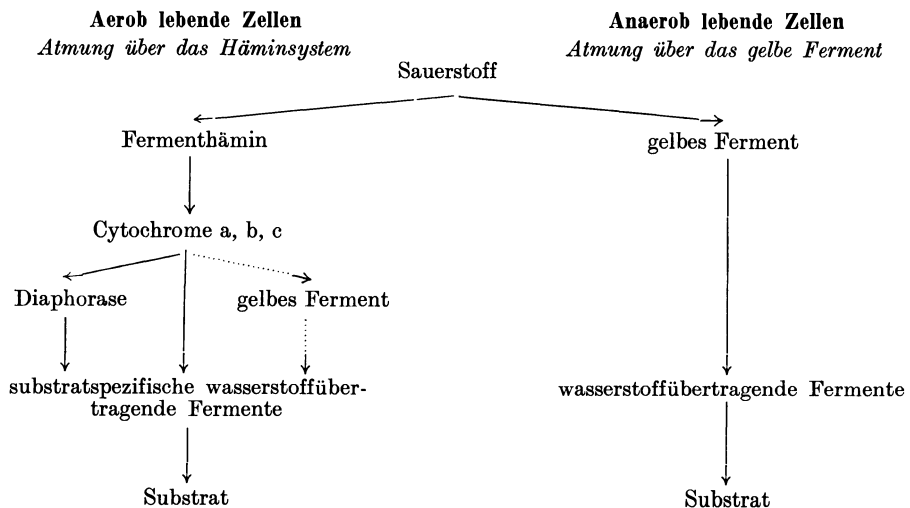 Aerob lebende Zellen
Atmung über das Häminsystem
Anaerob lebende Zellen
Atmung über das gelbe Ferment
Sauerstoff
Fermenthämin
gelbes Ferment
Cytochrome a, b, c
Diaphorase
gelbes Ferment
substratspezifische wasserstoffüber-
tragende Fermente
wasserstoffübertragende Fermente
Substrat
Substrat